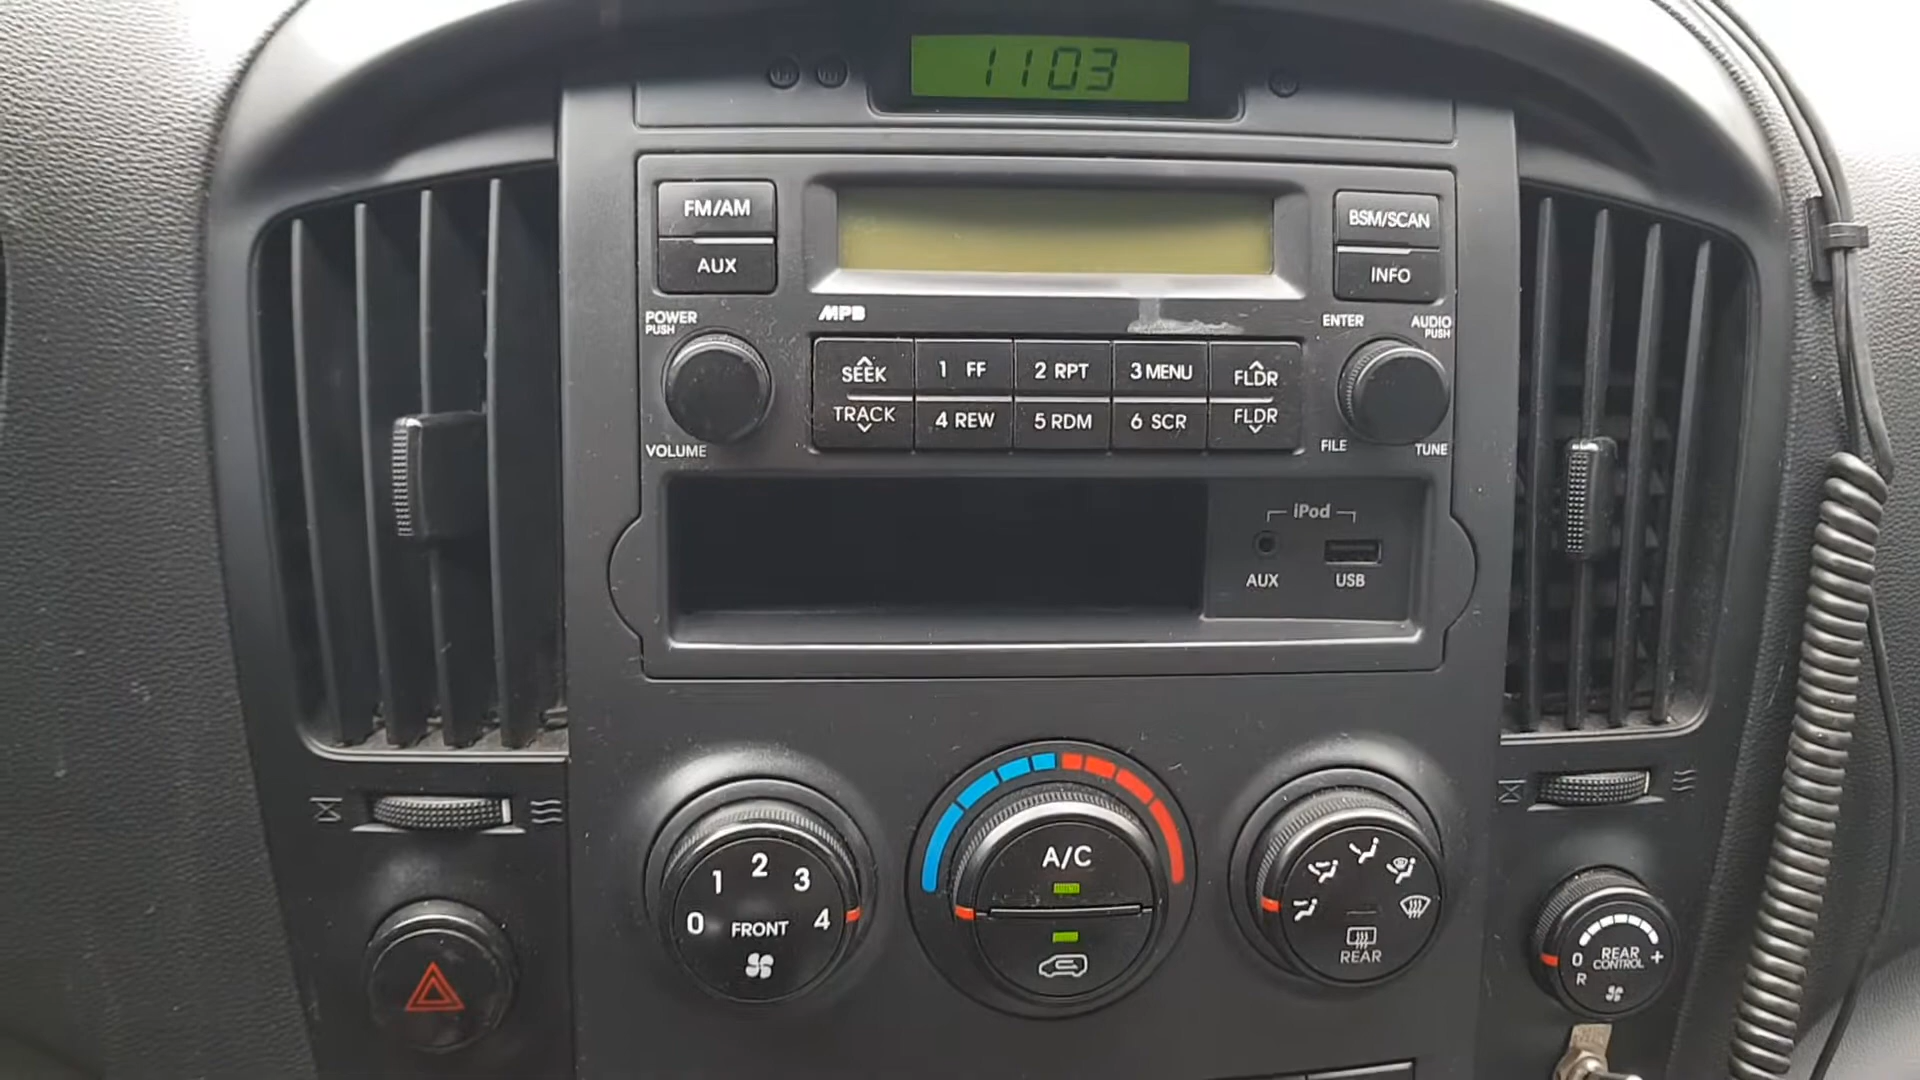 1103
FM/AM
AUX
BSM/SCAN
INFO
POWER
PUSH
VOLUME
MP3
ENTER
AUDIO
PUSH
SEEK
1 FF
2 RPT
3 MENU
FLDR
TRACK
4 REW
5 RDM
6 SCR
FLDR
FILE
TUNE
iPod
AUX
USB
0
1
2
3
4
FRONT
A/C
REAR
0
REAR
CONTROL
+
R